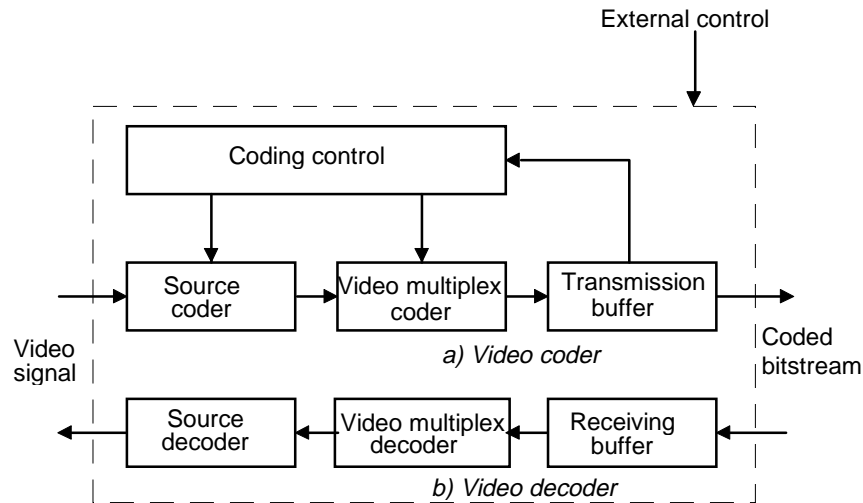 External control
Coding control
Source
coder
Video multiplex
coder
Transmission
buffer
a) Video coder
Video
signal
Coded
bitstream
Source
decoder
Video multiplex
decoder
Receiving
buffer
b) Video decoder